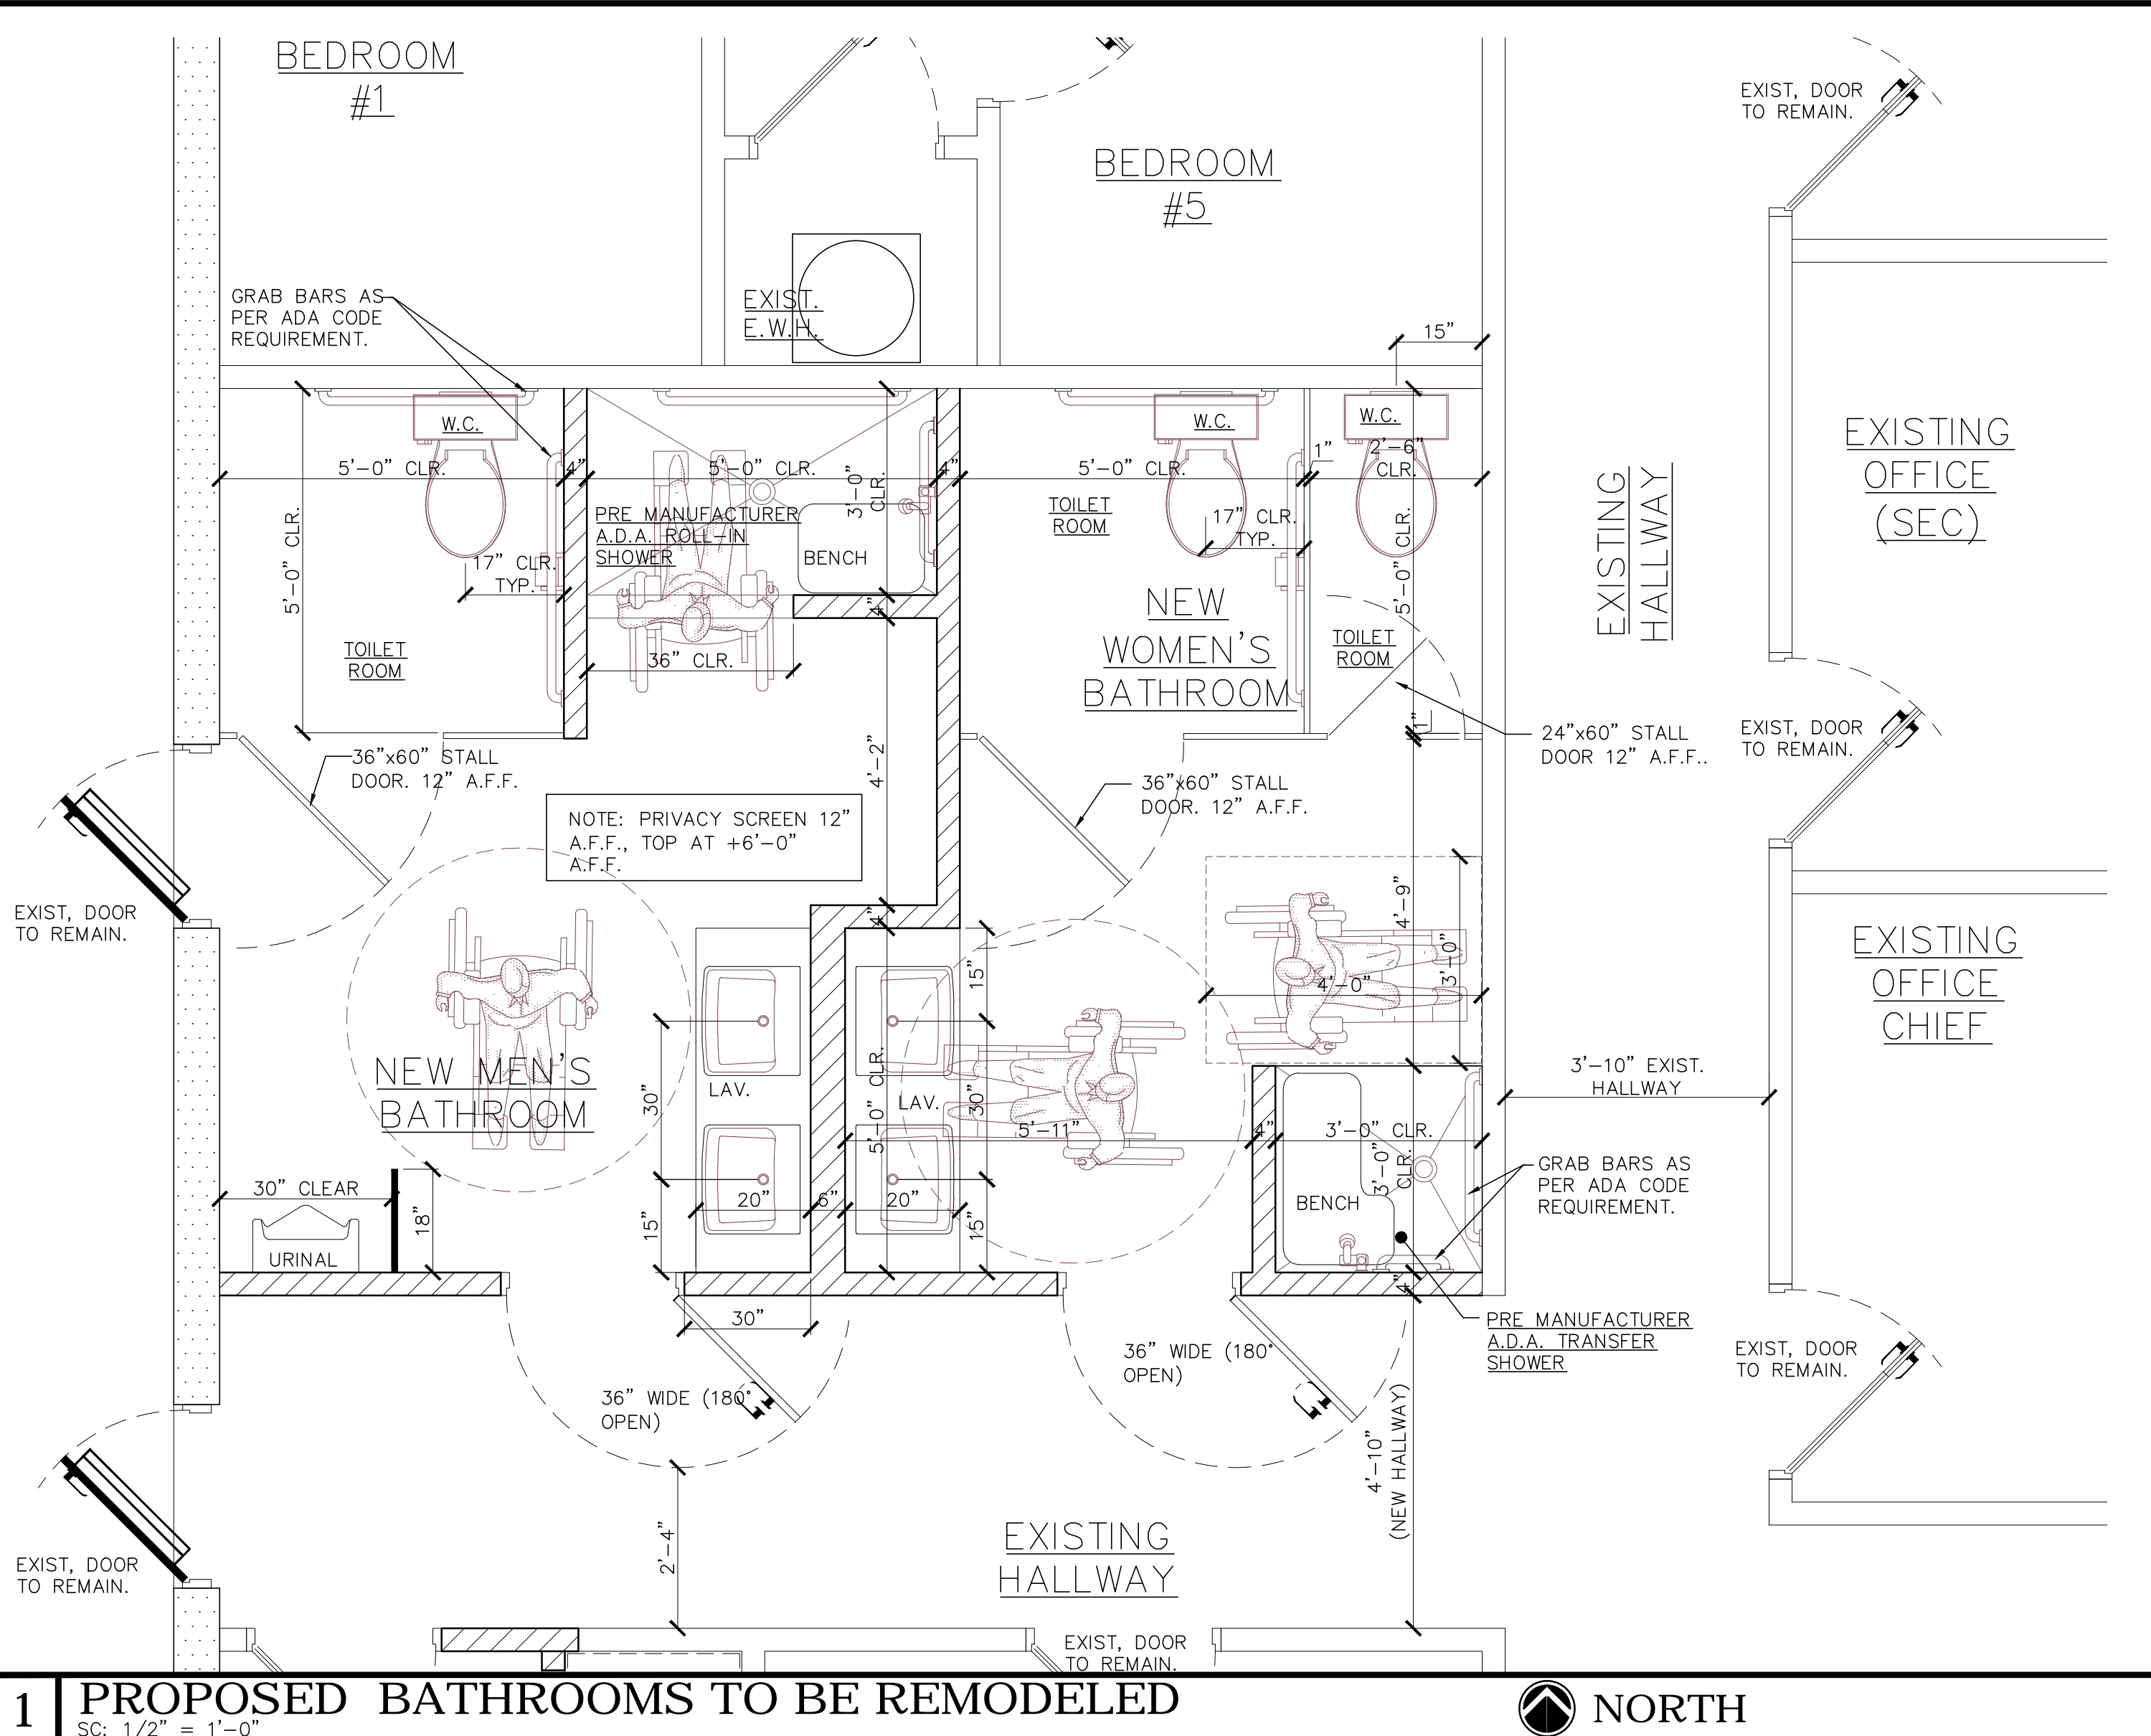 BEDROOM
#1
EXIST, DOOR
TO REMAIN.
BEDROOM
#5
GRAB BARS AS
PER ADA CODE
REQUIREMENT.
EXIST.
E.W.H.
15”
W.C.
W.C.
W.C.
5’-0” CLR.
4”
5’-0” CLR.
4”
5’-0” CLR.
1”
2’-6”
CLR.
3’-0”
CLR.
EXISTING
OFFICE
(SEC)
EXISTING
HALLWAY
5’-0” CLR.
PRE MANUFACTURER
A.D.A. ROLL-IN
SHOWER
BENCH
TOILET
ROOM
17” CLR.
TYP.
17” CLR.
TYP.
5’-0” CLR.
4”
NEW
WOMEN’S
BATHROOM
TOILET
ROOM
TOILET
ROOM
36” CLR.
1”
24”x60” STALL
DOOR 12” A.F.F..
EXIST, DOOR
TO REMAIN.
36”x60” STALL
DOOR. 12” A.F.F.
4’-2”
36”x60” STALL
DOOR. 12” A.F.F.
NOTE: PRIVACY SCREEN 12”
A.F.F., TOP AT +6’-0”
A.F.F.
EXIST, DOOR
TO REMAIN.
4”
4’-9”
3’-0”
4’-0”
15”
EXISTING
OFFICE
CHIEF
NEW MEN’S
BATHROOM
30”
LAV.
5’-0” CLR.
LAV.
30”
5’-11”
4”
3’-0” CLR.
3’-0”
CLR.
3’-10” EXIST.
HALLWAY
GRAB BARS AS
PER ADA CODE
REQUIREMENT.
30” CLEAR
18”
URINAL
15”
20”
6”
20”
15”
BENCH
4”
30”
PRE MANUFACTURER
A.D.A. TRANSFER
SHOWER
36” WIDE (180°
OPEN)
36” WIDE (180°
OPEN)
EXIST, DOOR
TO REMAIN.
4’-10”
(NEW HALLWAY)
2’-4”
EXISTING
HALLWAY
EXIST, DOOR
TO REMAIN.
EXIST, DOOR
TO REMAIN.
1
PROPOSED BATHROOMS TO BE REMODELED
SC: 1/2” = 1’-0”
NORTH